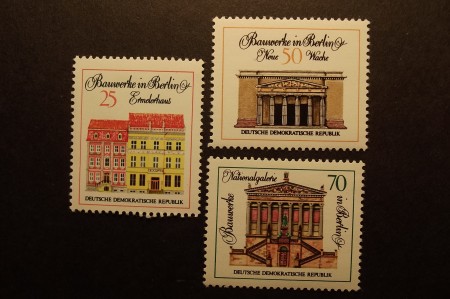 Bauwerke in Berlin
25
Ermelerhaus
DEUTSCHE DEMOKRATISCHE REPUBLIK
Bauwerke in Berlin
Neue 50 Wache
DEUTSCHE DEMOKRATISCHE REPUBLIK
Nationalgalerie
70
Bauwerke
in Berlin
DEUTSCHE DEMOKRATISCHE REPUBLIK